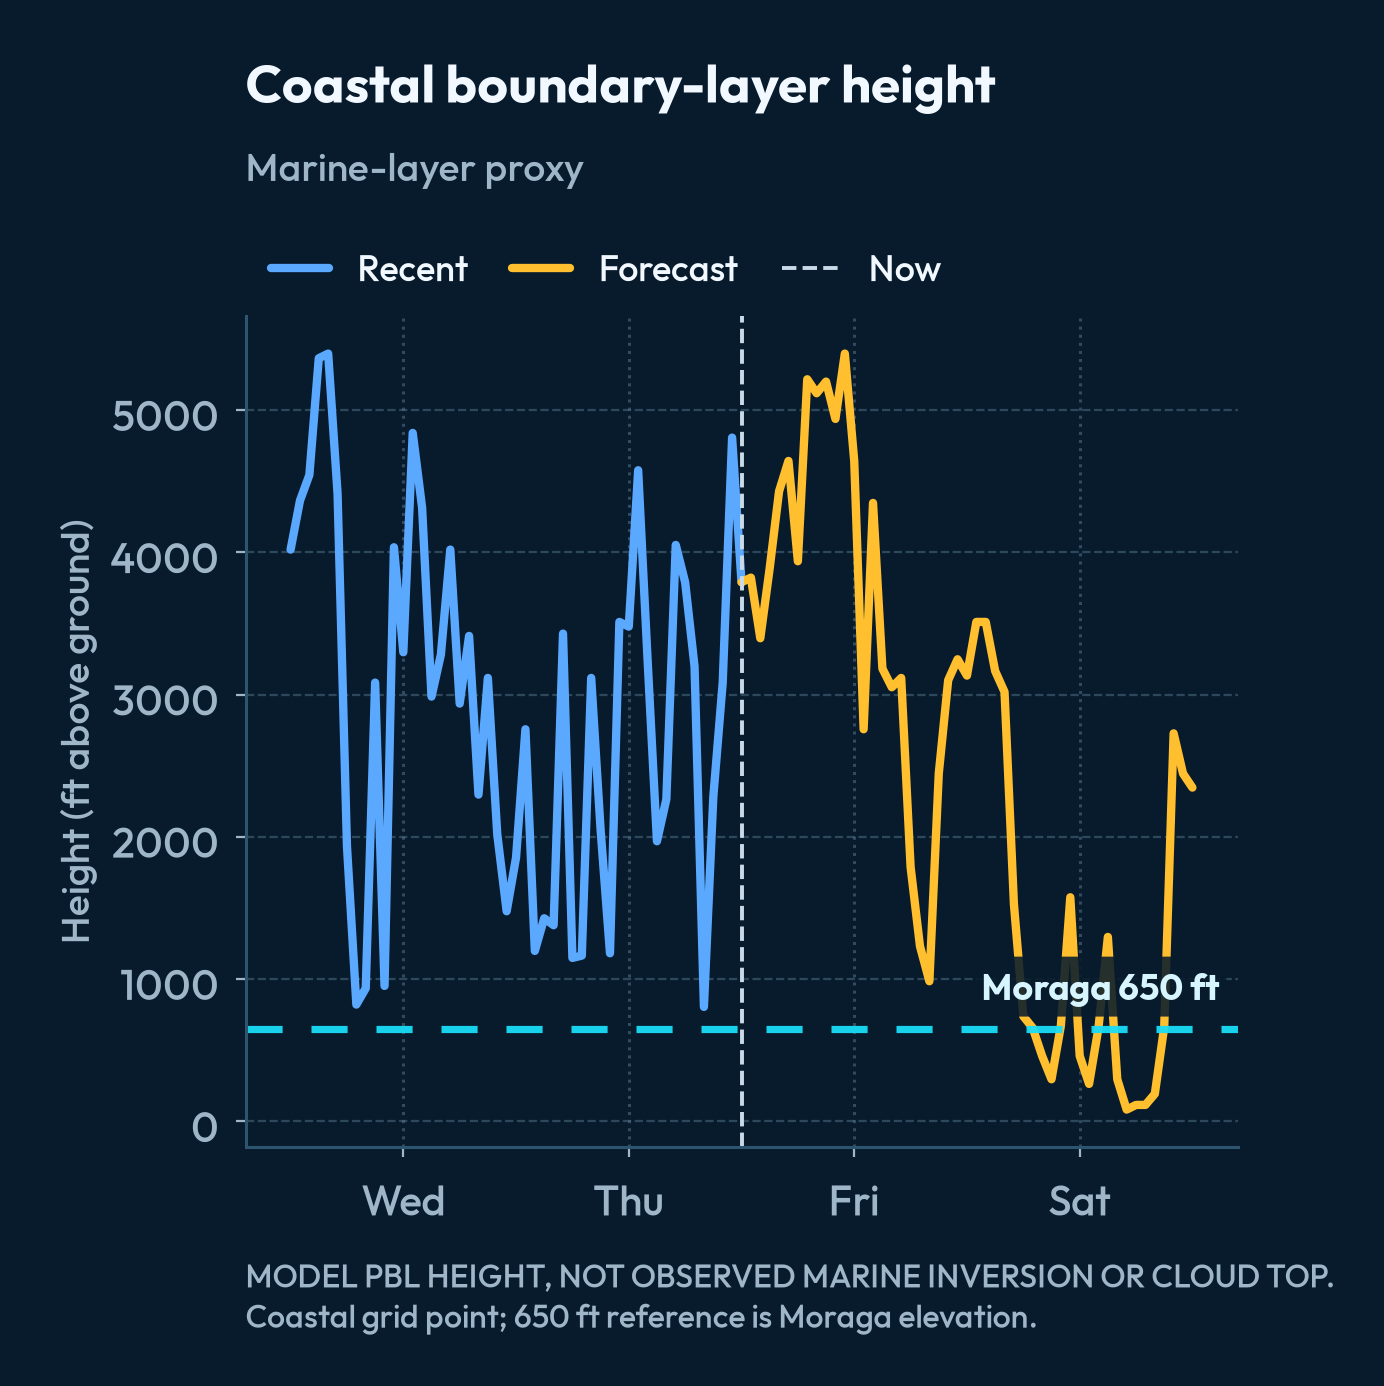 Coastal boundary-layer height
Marine-layer proxy
Recent Forecast Now
Height (ft above ground)
5000
4000
3000
2000
1000
0
Moraga 650 ft
Wed Thu Fri Sat
MODEL PBL HEIGHT, NOT OBSERVED MARINE INVERSION OR CLOUD TOP.
Coastal grid point; 650 ft reference is Moraga elevation.